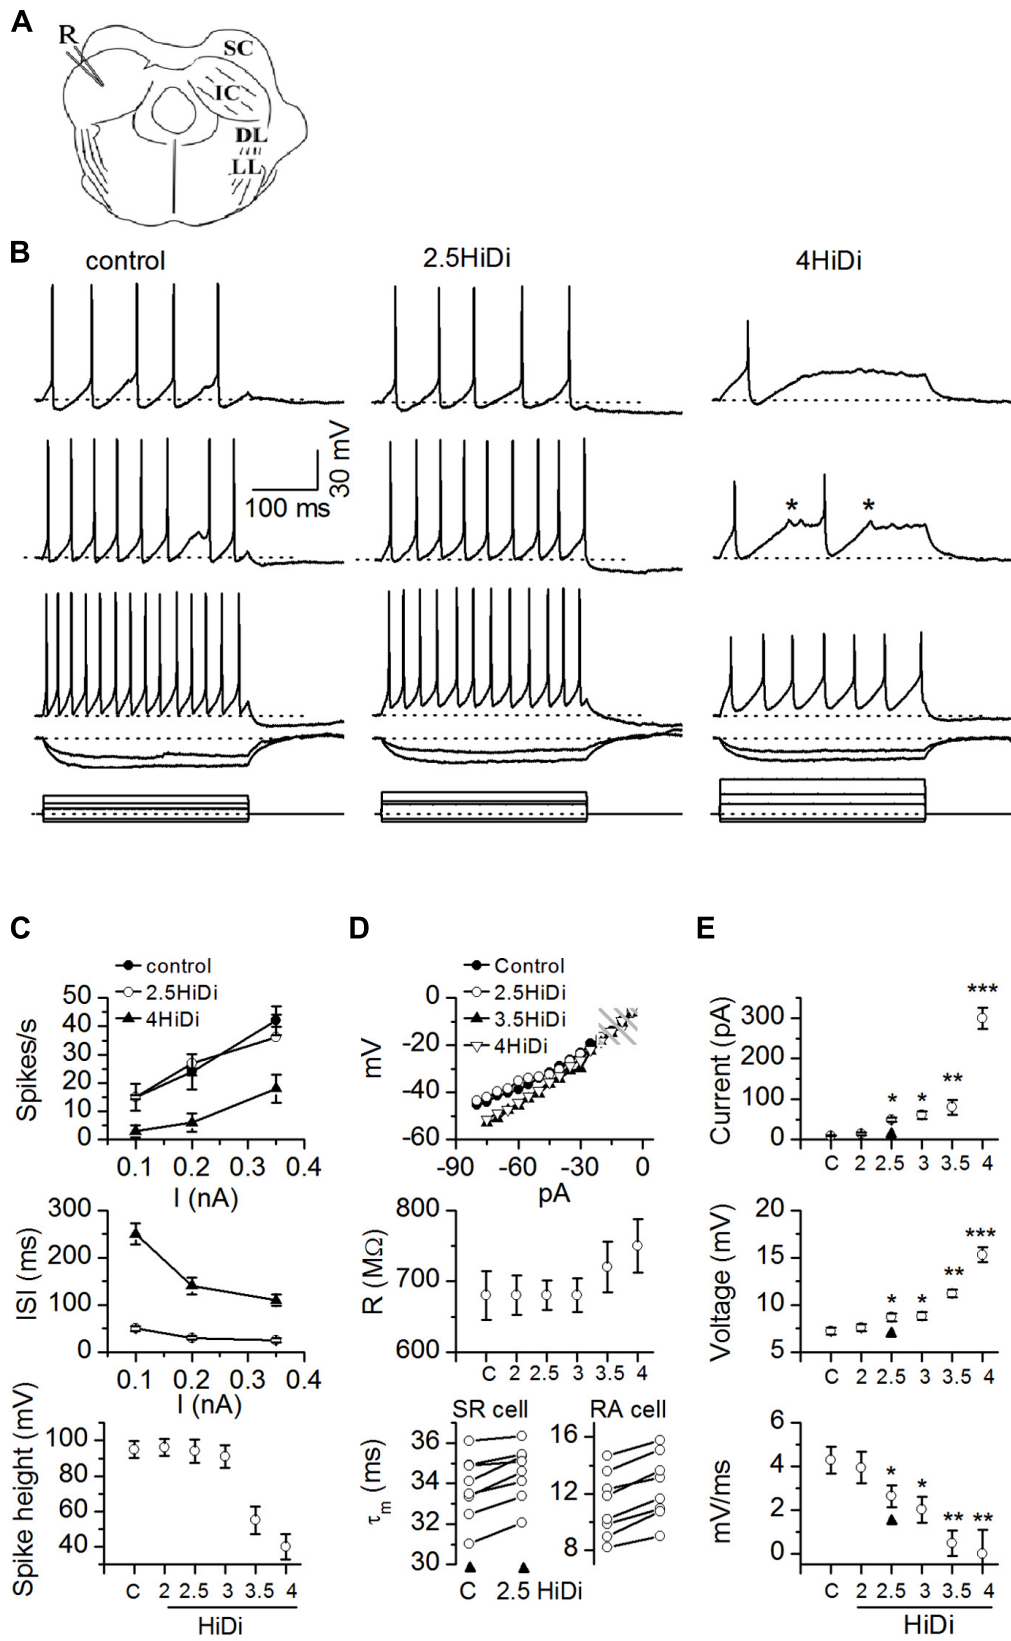 A
R
SC
IC
DL
LL
B
control
2.5HiDi
4HiDi
30 mV
100 ms
*
*
C
control
2.5HiDi
4HiDi
Spikes/s
50
40
30
20
10
0
0.1 0.2 0.3 0.4
I (nA)
ISI (ms)
300
200
100
0
0.1 0.2 0.3 0.4
I (nA)
Spike height (mV)
100
80
60
40
C 2 2.5 3 3.5 4
HiDi
D
Control
2.5HiDi
3.5HiDi
4HiDi
mV
0
-20
-40
-60
-90 -60 -30 0
pA
R (MΩ)
800
700
600
C 2 2.5 3 3.5 4
SR cell
RA cell
τm (ms)
36
34
32
30
16
12
8
C 2.5 HiDi
E
Current (pA)
300
200
100
0
* * ** ***
C 2 2.5 3 3.5 4
Voltage (mV)
20
15
10
5
* * ** ***
C 2 2.5 3 3.5 4
mV/ms
6
4
2
0
* * ** **
C 2 2.5 3 3.5 4
HiDi